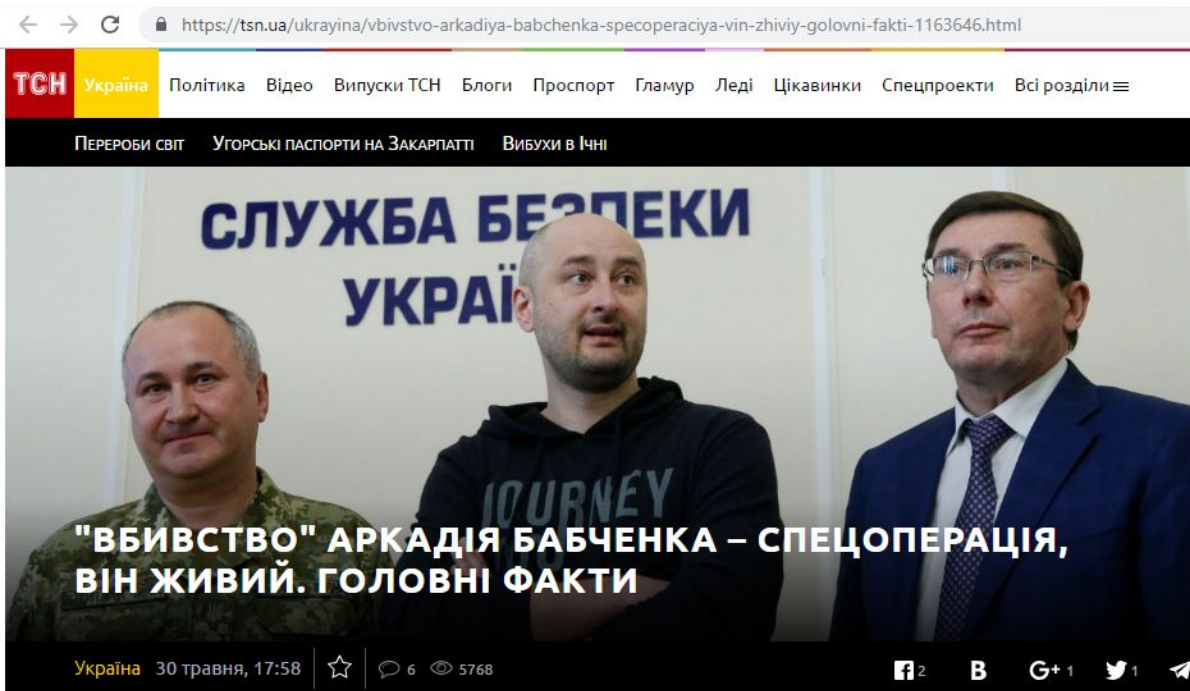 https://tsn.ua/ukrayina/vbivstvo-arkadiya-babchenka-specoperaciya-vin-zhiviy-golovni-fakti-1163646.html
ТСН Україна Політика Відео Випуски ТСН Блоги Проспорт Гламур Леді Цікавинки Спецпроекти Всі розділи
Перероби світ Угорські паспорти на Закарпатті Вибухи в Ічні
СЛУЖБА БЕЗПЕКИ
УКРАЇ
JOURNEY
"ВБИВСТВО" АРКАДІЯ БАБЧЕНКА – СПЕЦОПЕРАЦІЯ,
ВІН ЖИВИЙ. ГОЛОВНІ ФАКТИ
Україна 30 травня, 17:58 6 5768 2 B G+ 1 1